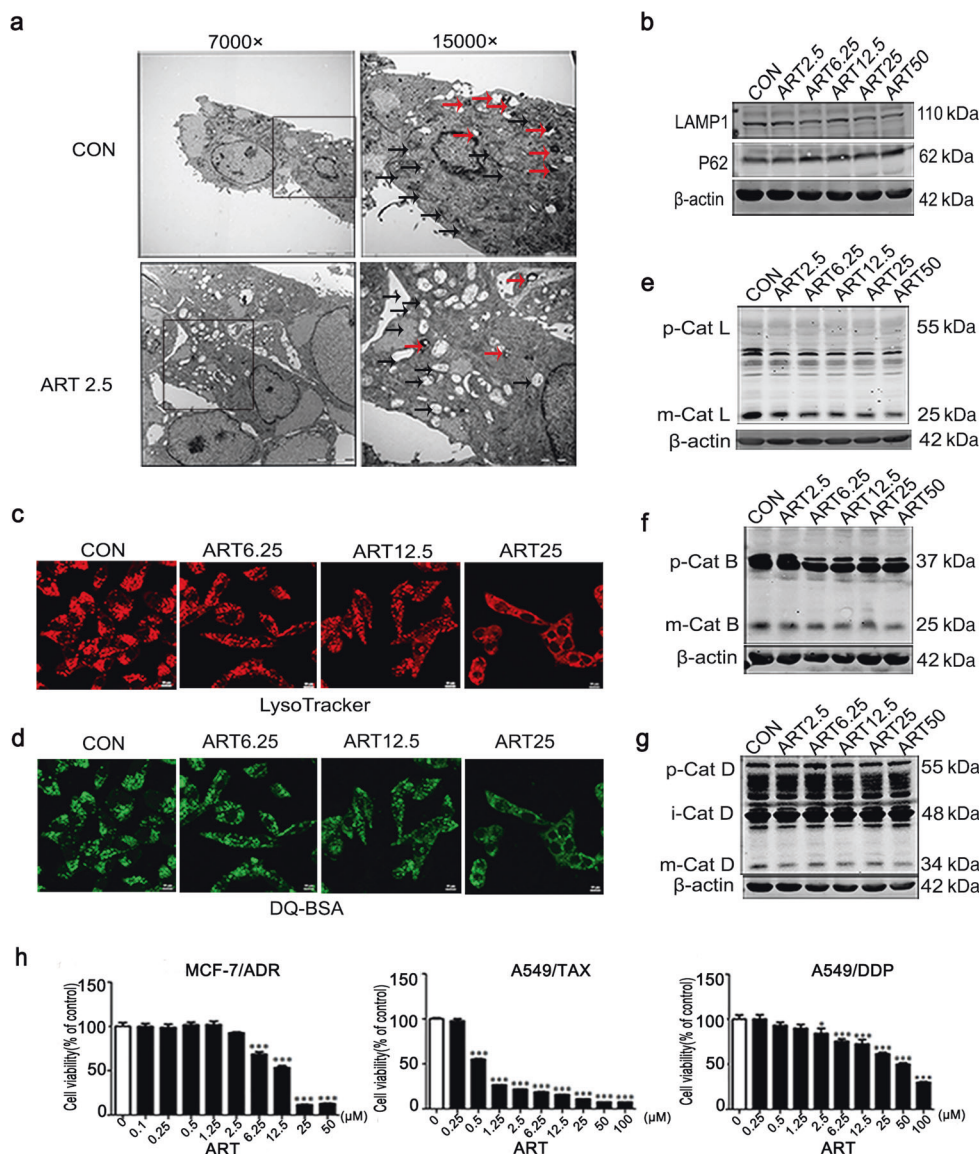 a
7000×
15000×
CON
ART 2.5
b
CON
ART2.5
ART6.25
ART12.5
ART25
ART50
LAMP1
110 kDa
P62
62 kDa
β-actin
42 kDa
c
CON
ART6.25
ART12.5
ART25
LysoTracker
d
CON
ART6.25
ART12.5
ART25
DQ-BSA
e
CON
ART2.5
ART6.25
ART12.5
ART25
ART50
p-Cat L
55 kDa
m-Cat L
25 kDa
β-actin
42 kDa
f
CON
ART2.5
ART6.25
ART12.5
ART25
ART50
p-Cat B
37 kDa
m-Cat B
25 kDa
β-actin
42 kDa
g
CON
ART2.5
ART6.25
ART12.5
ART25
ART50
p-Cat D
55 kDa
i-Cat D
48 kDa
m-Cat D
34 kDa
β-actin
42 kDa
h
MCF-7/ADR
Cell viability(% of control)
150
100
50
0
*** *** *** ***
0 0.1 0.25 0.5 1.25 2.5 6.25 12.5 25 50 (μM)
ART
A549/TAX
Cell viability(% of control)
150
100
50
0
*** *** *** *** *** *** *** ***
0 0.25 0.5 1.25 2.5 6.25 12.5 25 50 100 (μM)
ART
A549/DDP
Cell viability(% of control)
150
100
50
0
* *** *** *** *** ***
0 0.25 0.5 1.25 2.5 6.25 12.5 25 50 100 (μM)
ART